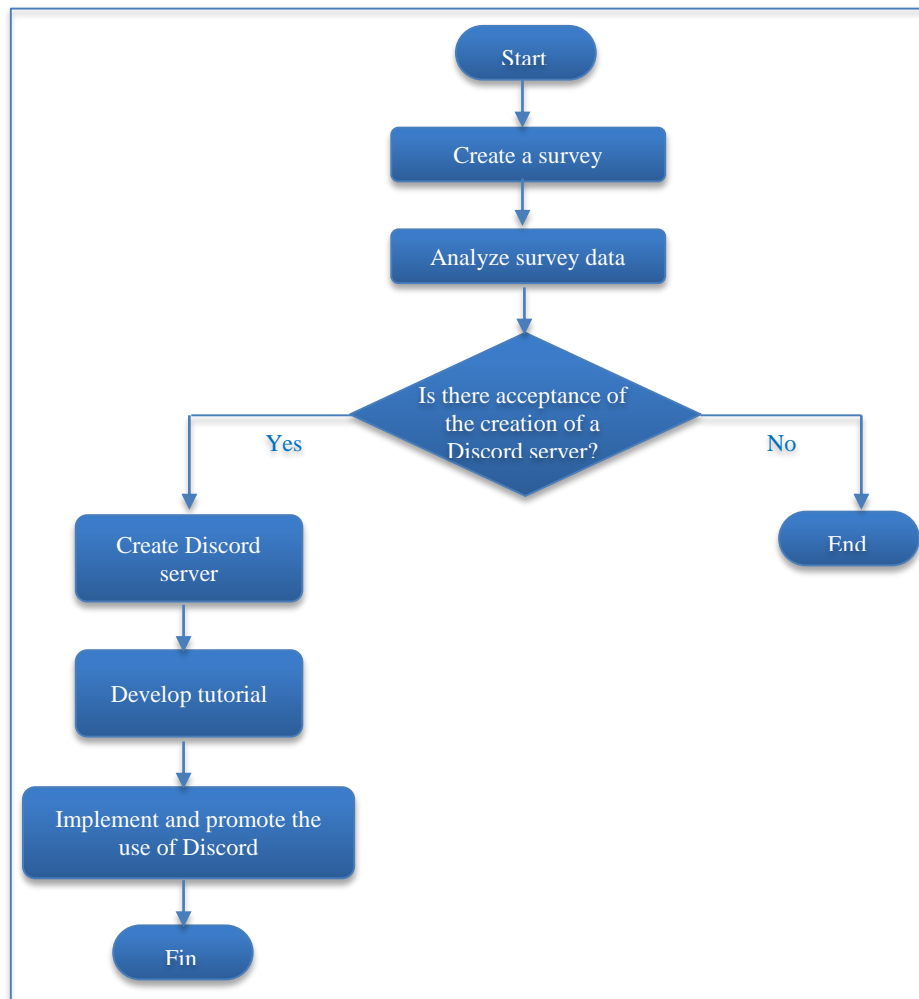 Start
Create a survey
Analyze survey data
Is there acceptance of
the creation of a
Discord server?
Yes
No
Create Discord
server
End
Develop tutorial
Implement and promote the
use of Discord
Fin